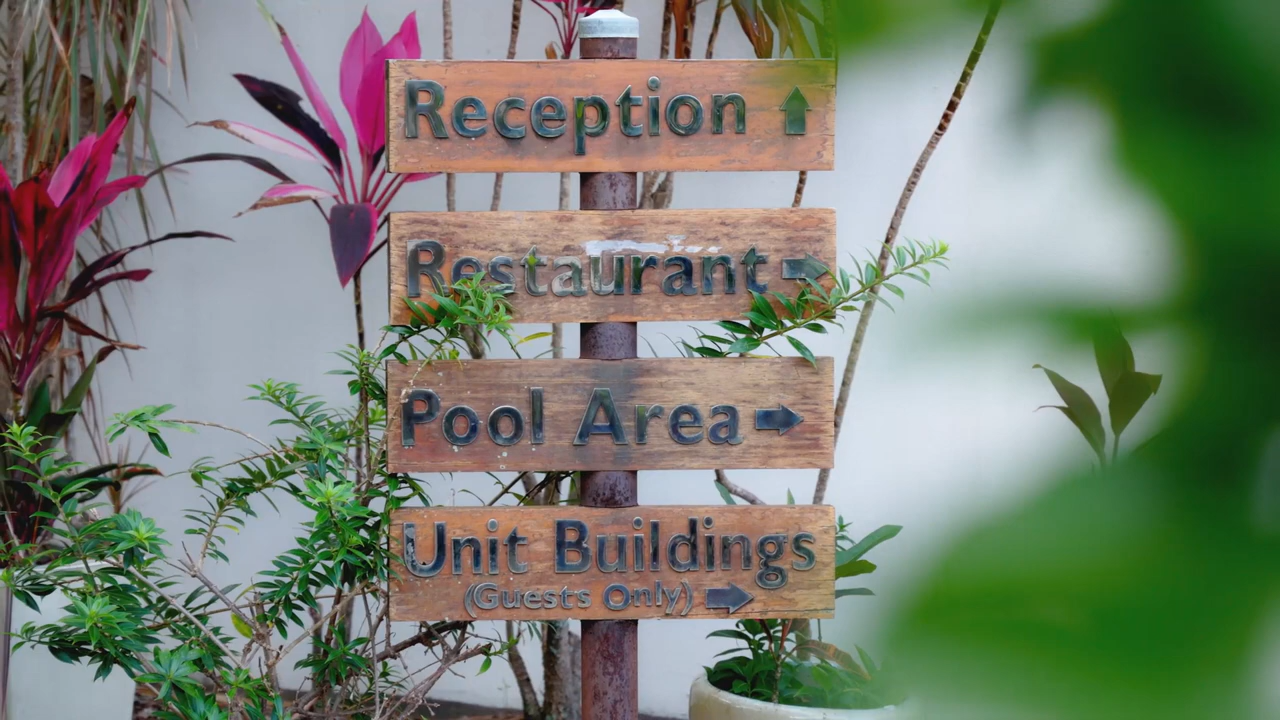 Reception
Restaurant
Pool Area
Unit Buildings
(Guests Only)